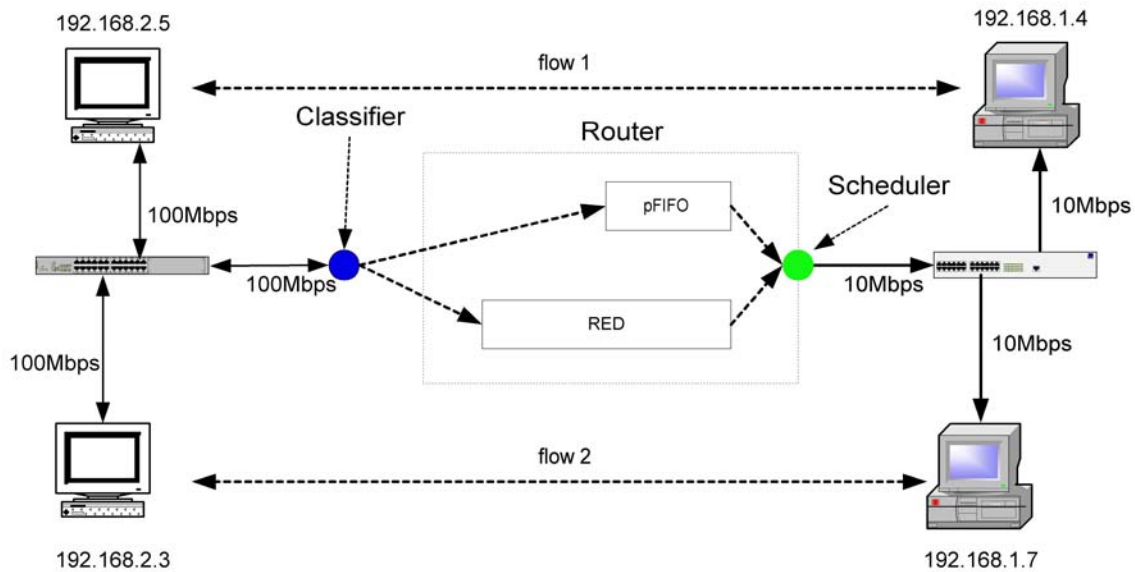 192.168.2.5
192.168.1.4
flow 1
Classifier
Router
Scheduler
pFIFO
100Mbps
10Mbps
100Mbps
10Mbps
RED
100Mbps
10Mbps
flow 2
192.168.2.3
192.168.1.7